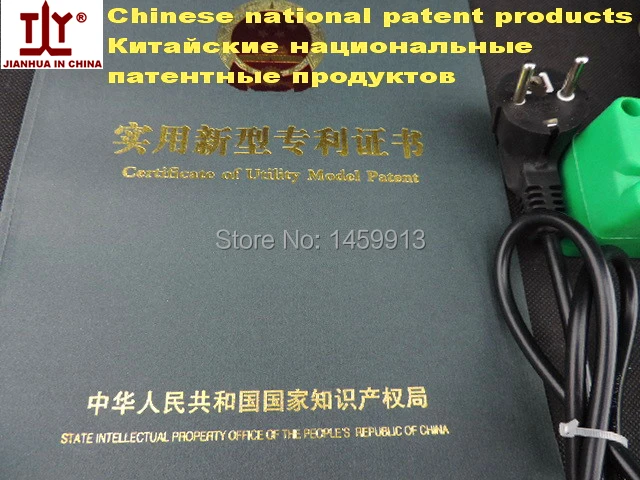 JLY®
JIANHUA IN CHINA
Chinese national patent products
Китайские национальные
патентные продуктов
实用新型专利证书
Certificate of Utility Model Patent
Store No: 1459913
中华人民共和国国家知识产权局
STATE INTELLECTUAL PROPERTY OFFICE OF THE PEOPLE'S REPUBLIC OF CHINA